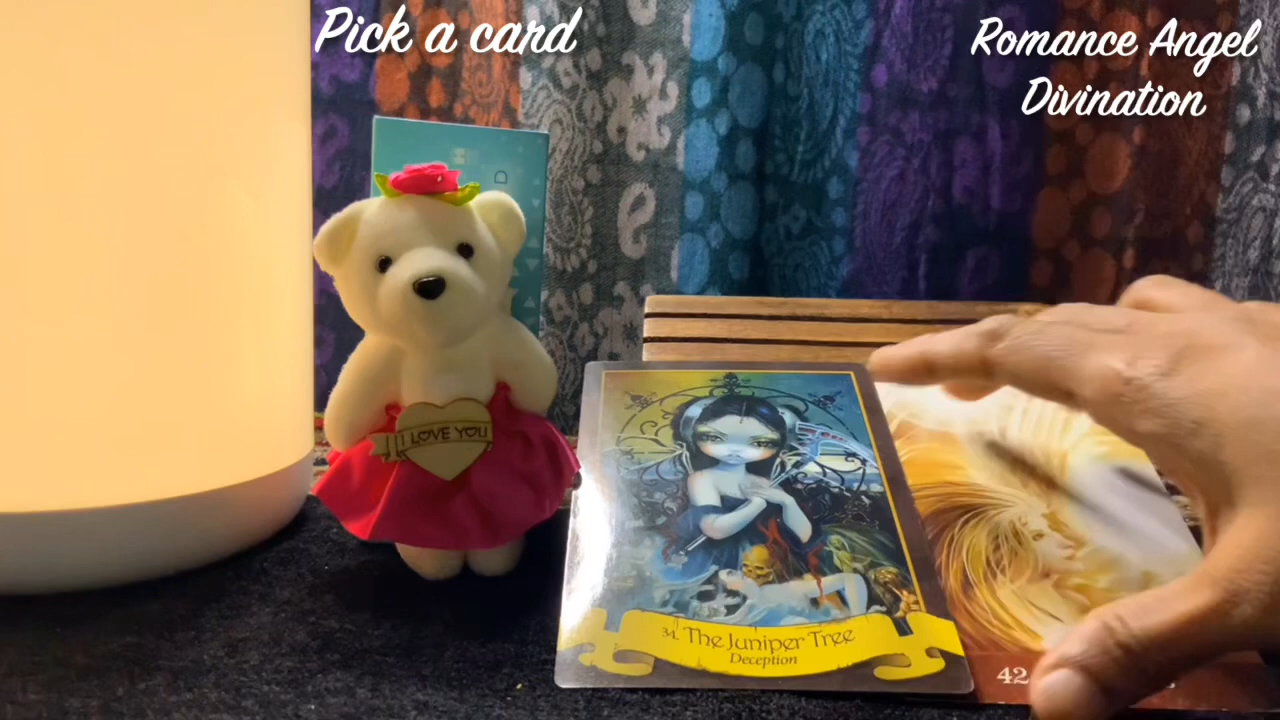 Pick a card
Romance Angel
Divination
D
I LOVE YOU
34. The Juniper Tree
Deception
42